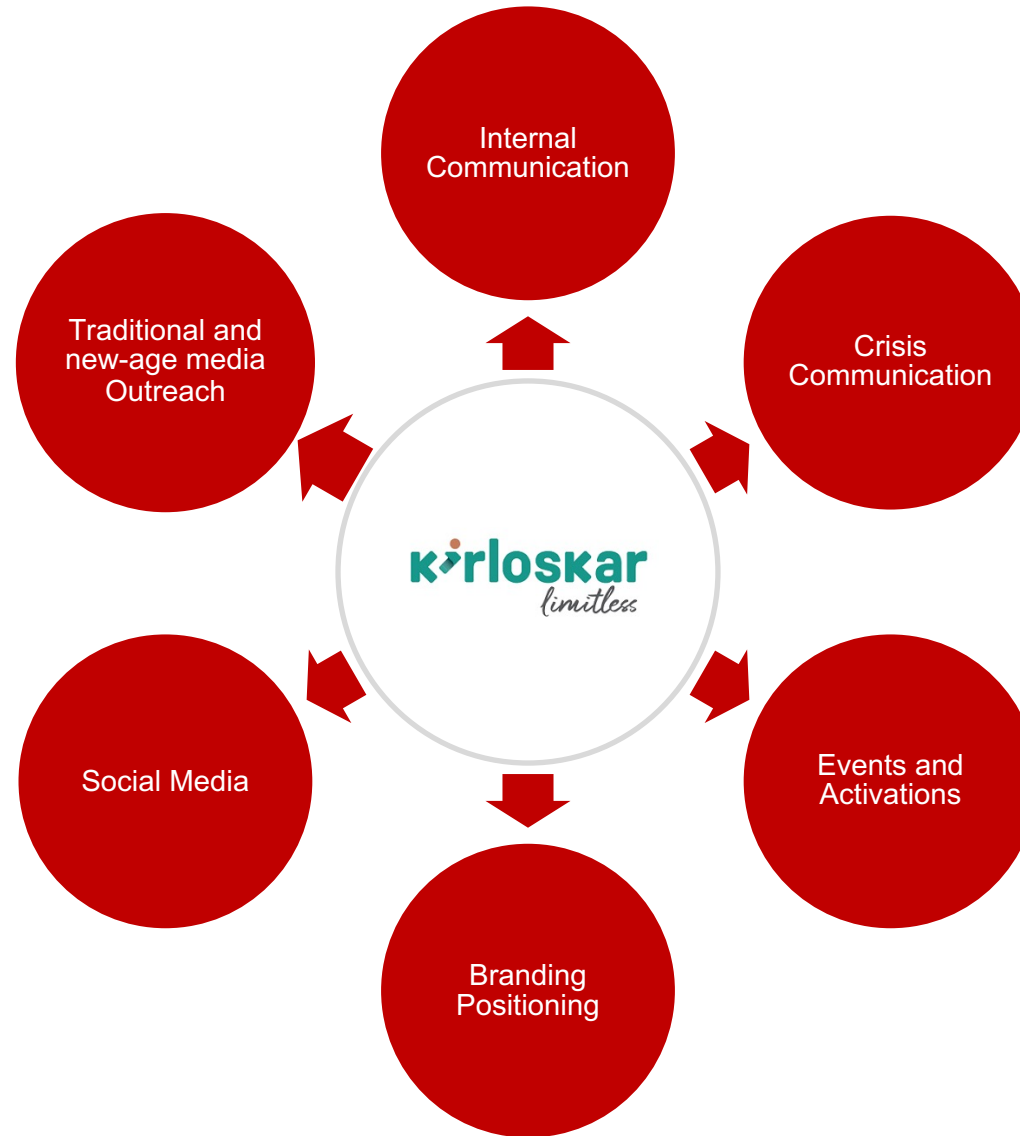 Internal
Communication
Traditional and
new-age media
Outreach
Crisis
Communication
kirloskar
limitless
Social Media
Events and
Activations
Branding
Positioning